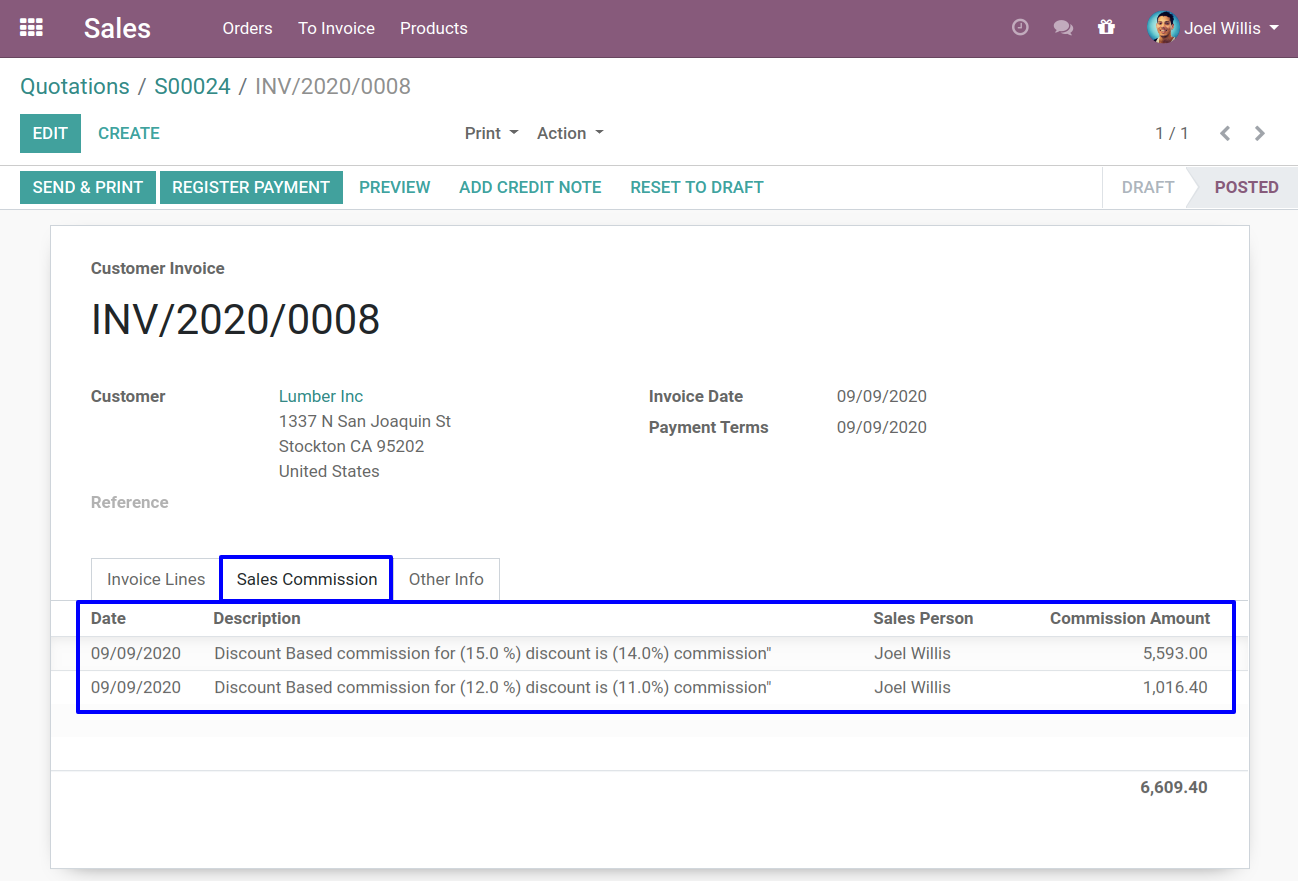 Sales Orders To Invoice Products Joel Willis
Quotations / S00024 / INV/2020/0008
EDIT CREATE Print Action 1 / 1
SEND & PRINT REGISTER PAYMENT PREVIEW ADD CREDIT NOTE RESET TO DRAFT DRAFT POSTED
Customer Invoice
INV/2020/0008
Customer Lumber Inc Invoice Date 09/09/2020
1337 N San Joaquin St Payment Terms 09/09/2020
Stockton CA 95202
United States
Reference
Invoice Lines Sales Commission Other Info
Date Description Sales Person Commission Amount
09/09/2020 Discount Based commission for (15.0 %) discount is (14.0%) commission" Joel Willis 5,593.00
09/09/2020 Discount Based commission for (12.0 %) discount is (11.0%) commission" Joel Willis 1,016.40
6,609.40